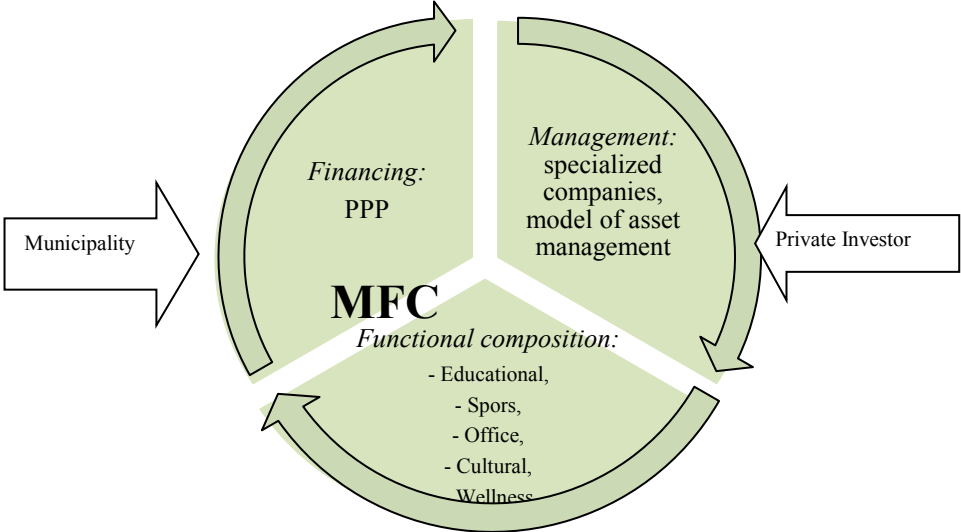 Municipality
Financing:
PPP
Management:
specialized
companies,
model of asset
management
Private Investor
MFC
Functional composition:
- Educational,
- Spors,
- Office,
- Cultural,
Wellness